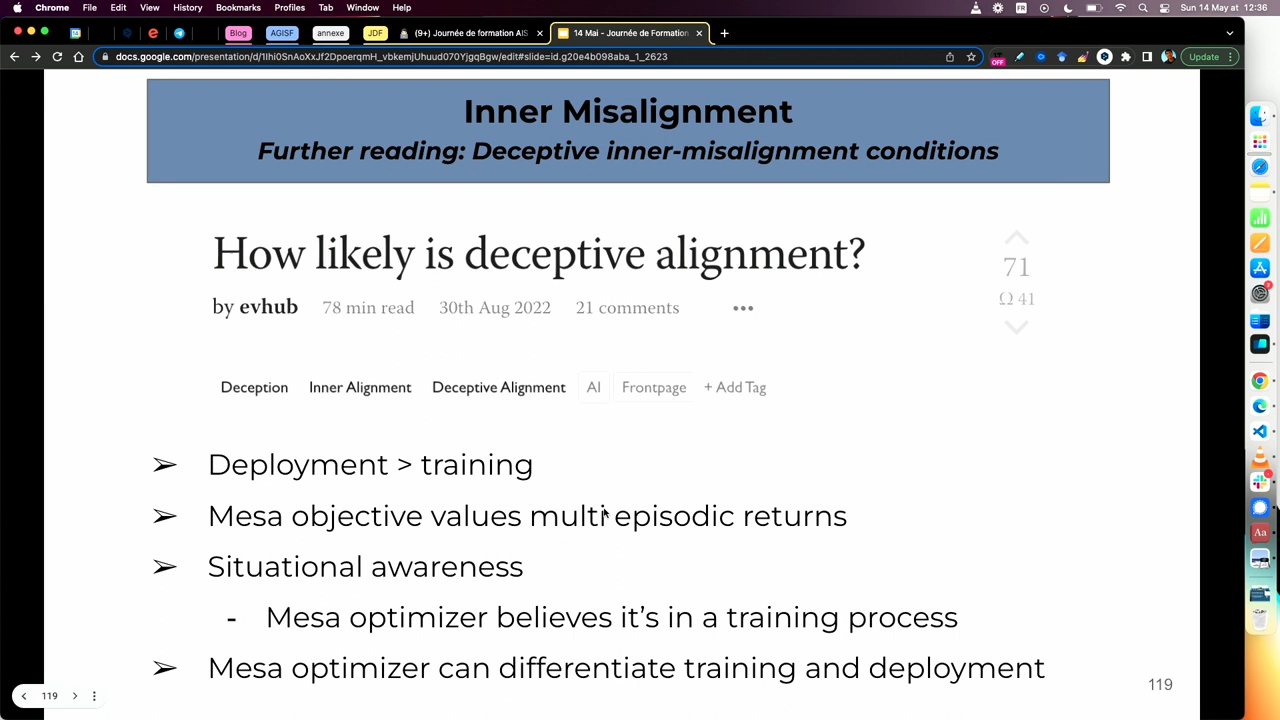 Chrome File Edit View History Bookmarks Profiles Tab Window Help FR Sun 14 May at 12:36
14 Blog AGISF annexe JDF (9+) Journée de formation AIS × 14 Mai - Journée de Formation × +
docs.google.com/presentation/d/1Ihi0SnAoXxJf2DpoerqmH_vbkemjUhuud070YjgqBgw/edit#slide=id.g20e4b098aba_1_2623 OFF Update
Inner Misalignment
Further reading: Deceptive inner-misalignment conditions
How likely is deceptive alignment?
71
by evhub 78 min read 30th Aug 2022 21 comments •••
Ω 41
Deception Inner Alignment Deceptive Alignment AI Frontpage + Add Tag
➢ Deployment > training
➢ Mesa objective values multi episodic returns
➢ Situational awareness
- Mesa optimizer believes it's in a training process
➢ Mesa optimizer can differentiate training and deployment
119
119
Aa